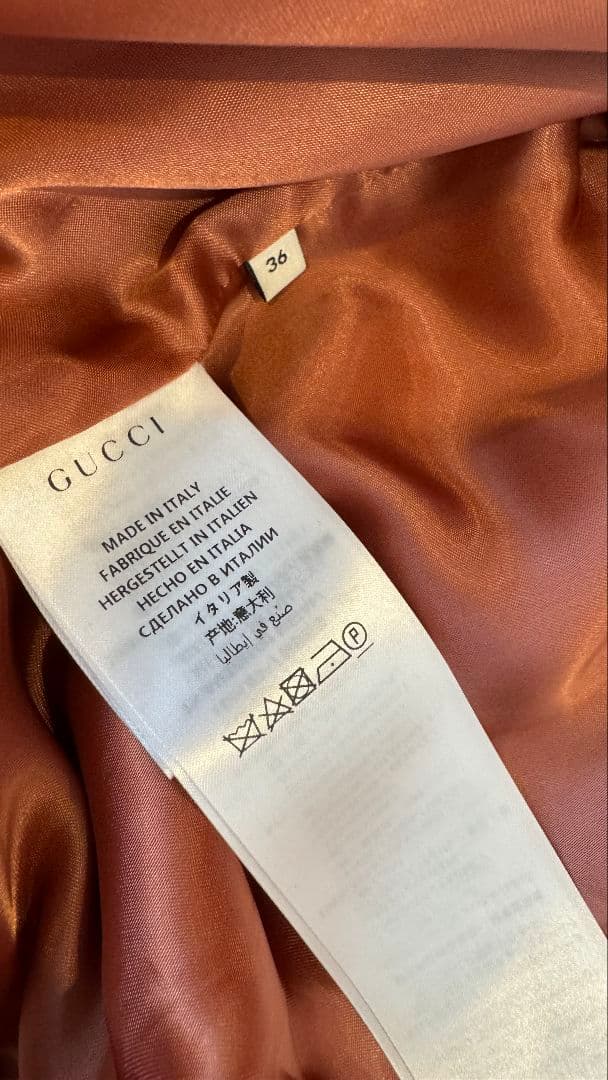 36
GUCCI
MADE IN ITALY
FABRIQUE EN ITALIE
HERGESTELLT IN ITALIEN
HECHO EN ITALIA
СДЕЛАНО В ИТАЛИИ
イタリア製
产地:意大利
صنع في إيطاليا
P